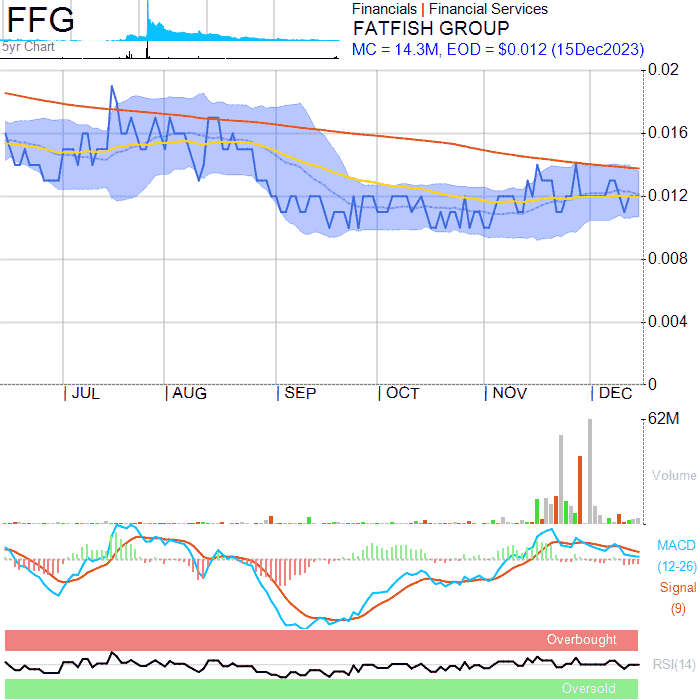 FFG
5yr Chart
Financials | Financial Services
FATFISH GROUP
MC = 14.3M, EOD = $0.012 (15Dec2023)
0.02
0.016
0.012
0.008
0.004
0
JUL AUG SEP OCT NOV DEC
62M
Volume
MACD
(12-26)
Signal
(9)
Overbought
RSI(14)
Oversold